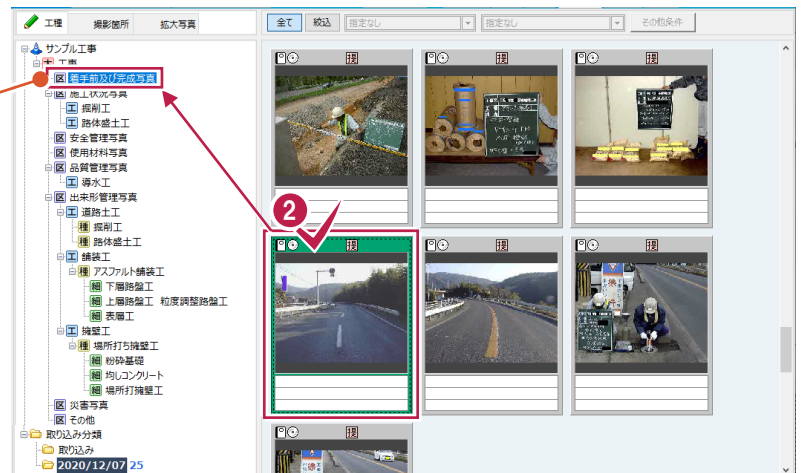 工種 撮影箇所 拡大写真
全て 絞込 指定なし 指定なし その他条件
サンプル工事
工 工事
区 着手前及び完成写真
区 施工状況写真
工 掘削工
工 路体盛土工
区 安全管理写真
区 使用材料写真
区 品質管理写真
工 導水工
区 出来形管理写真
工 道路土工
種 掘削工
種 路体盛土工
工 舗装工
種 アスファルト舗装工
細 下層路盤工
細 上層路盤工 粒度調整路盤工
細 表層工
工 擁壁工
種 場所打ち擁壁工
細 粉砕基礎
細 均しコンクリート
細 場所打擁壁工
区 災害写真
区 その他
取り込み分類
取り込み
2020/12/07 25
提
提
提
2
提
提
提
提